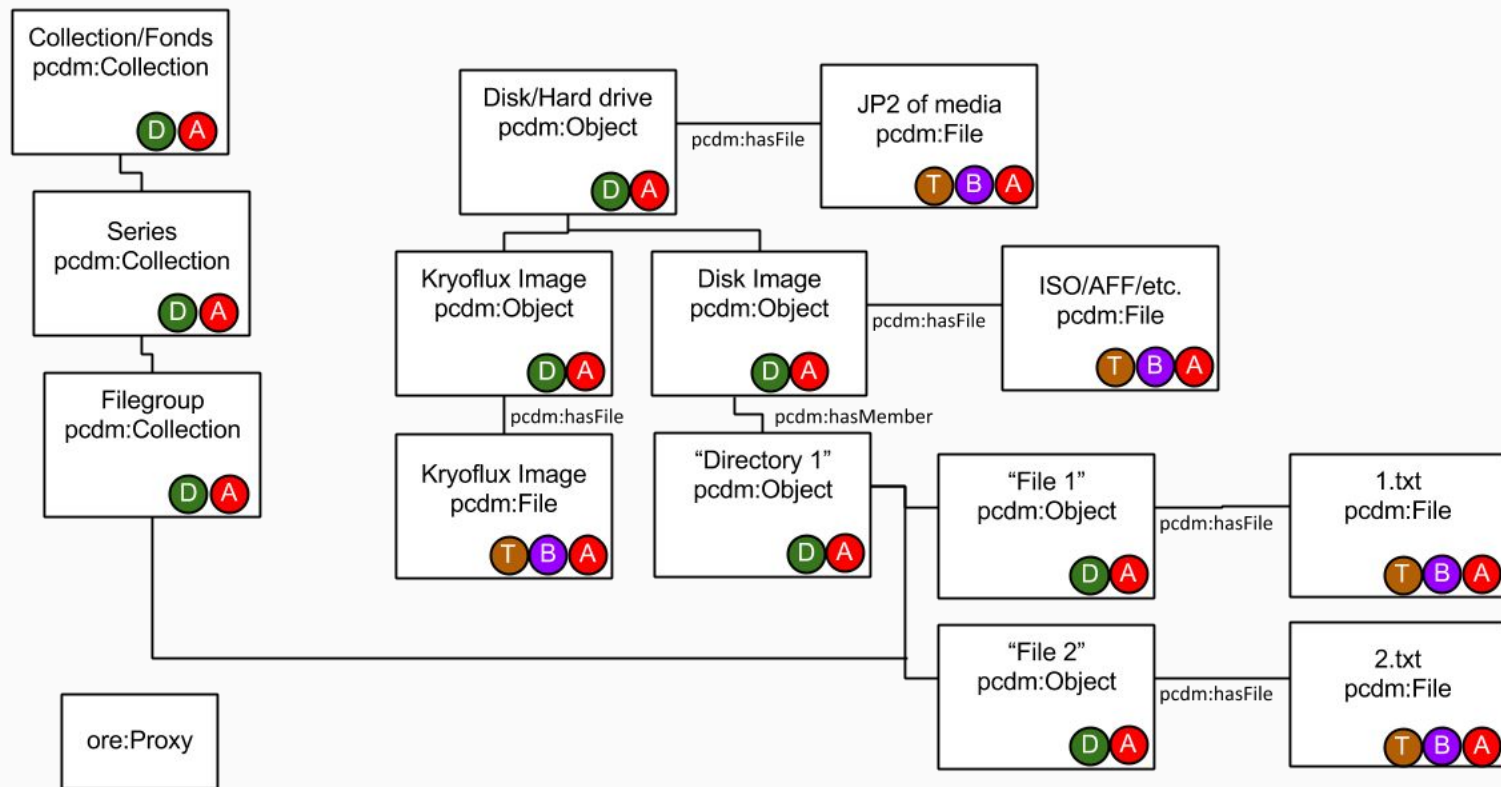 Collection/Fonds
pcdm:Collection
D A
Series
pcdm:Collection
D A
Filegroup
pcdm:Collection
D A
ore:Proxy
Disk/Hard drive
pcdm:Object
D A
pcdm:hasFile
JP2 of media
pcdm:File
T B A
Kryoflux Image
pcdm:Object
D A
pcdm:hasFile
Kryoflux Image
pcdm:File
T B A
Disk Image
pcdm:Object
D A
pcdm:hasFile
ISO/AFF/etc.
pcdm:File
T B A
pcdm:hasMember
“Directory 1”
pcdm:Object
D A
“File 1”
pcdm:Object
D A
pcdm:hasFile
1.txt
pcdm:File
T B A
“File 2”
pcdm:Object
D A
pcdm:hasFile
2.txt
pcdm:File
T B A